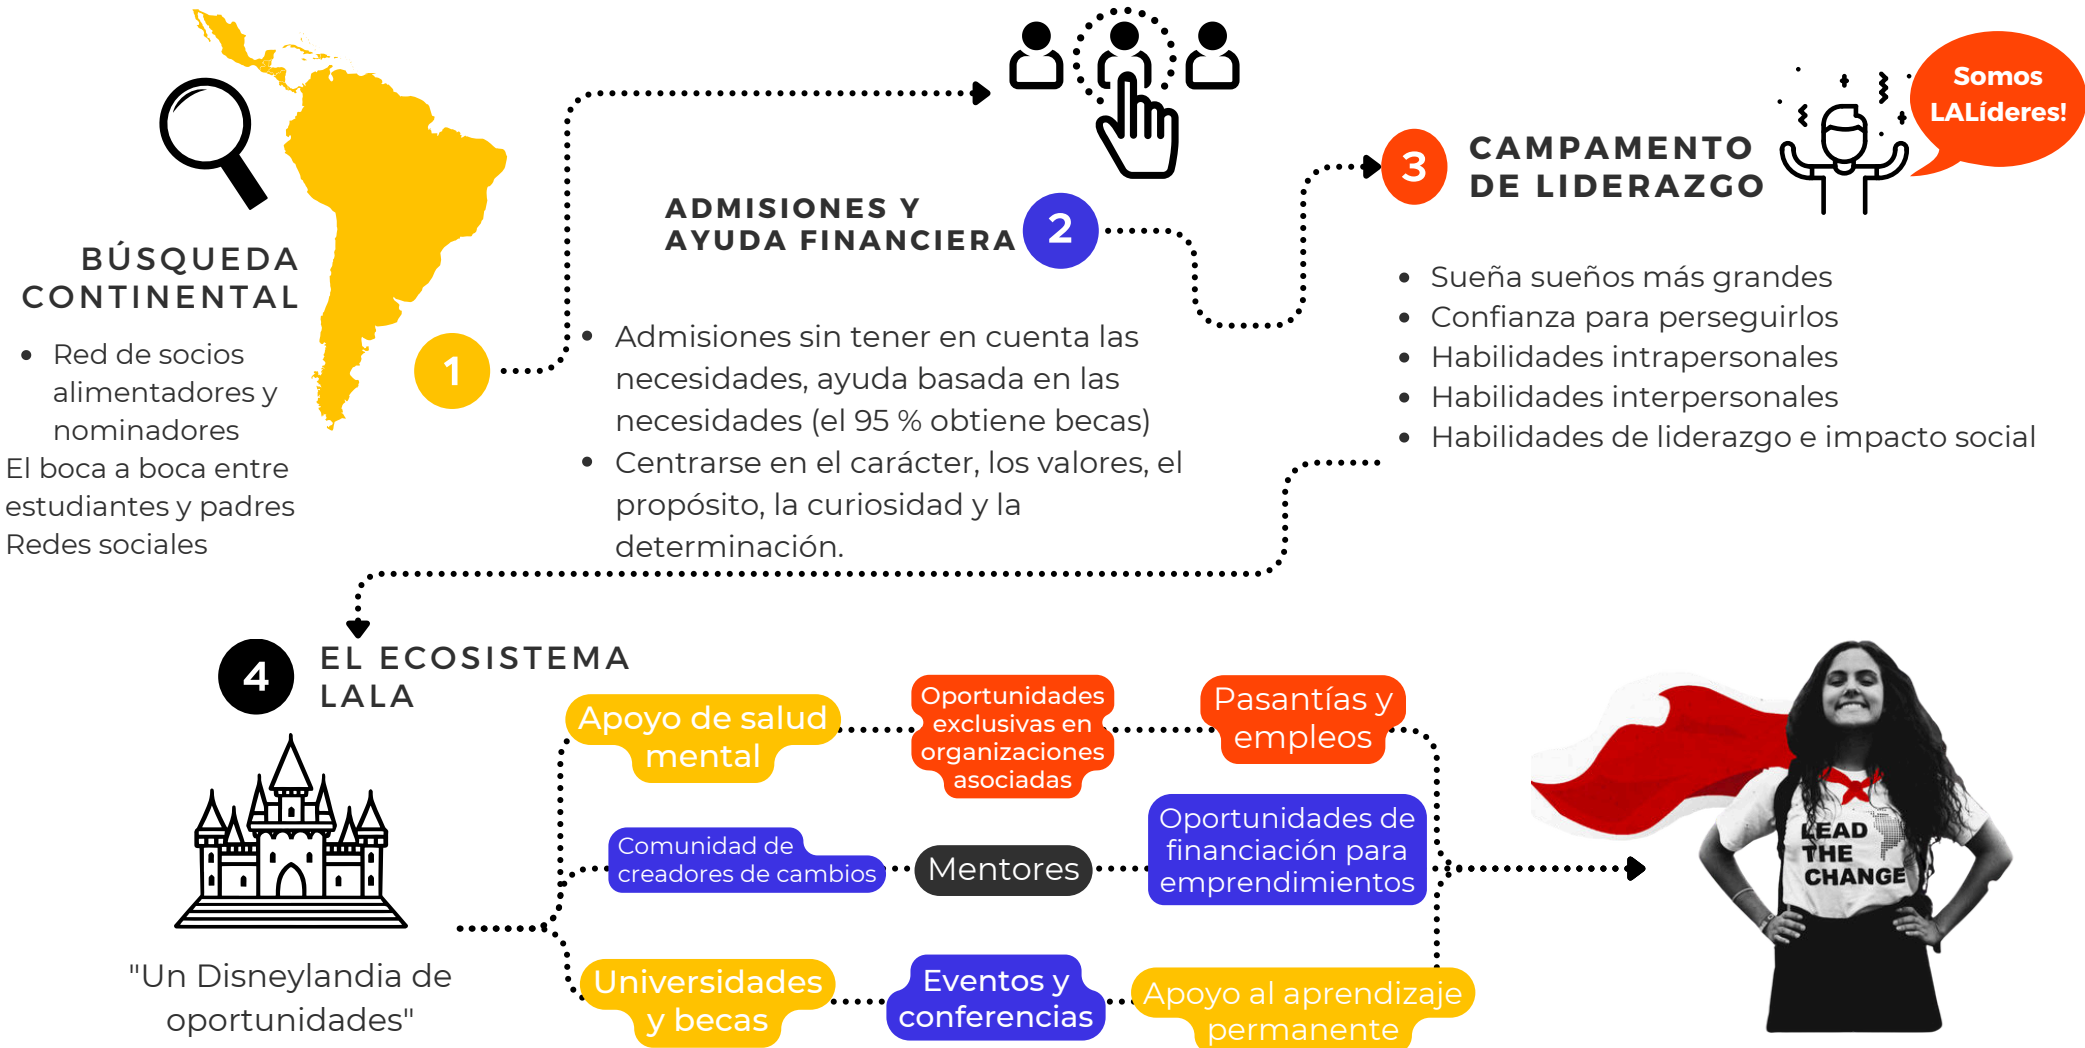 BÚSQUEDA
CONTINENTAL
Red de socios
alimentadores y
nominadores
El boca a boca entre
estudiantes y padres
Redes sociales
1
ADMISIONES Y
AYUDA FINANCIERA
2
Admisiones sin tener en cuenta las
necesidades, ayuda basada en las
necesidades (el 95 % obtiene becas)
Centrarse en el carácter, los valores, el
propósito, la curiosidad y la
determinación.
3
CAMPAMENTO
DE LIDERAZGO
Somos
LALíderes!
Sueña sueños más grandes
Confianza para perseguirlos
Habilidades intrapersonales
Habilidades interpersonales
Habilidades de liderazgo e impacto social
4
EL ECOSISTEMA
LALA
"Un Disneylandia de
oportunidades"
Apoyo de salud
mental
Oportunidades
exclusivas en
organizaciones
asociadas
Pasantías y
empleos
Comunidad de
creadores de cambios
Mentores
Oportunidades de
financiación para
emprendimientos
Universidades
y becas
Eventos y
conferencias
Apoyo al aprendizaje
permanente
LEAD
THE
CHANGE